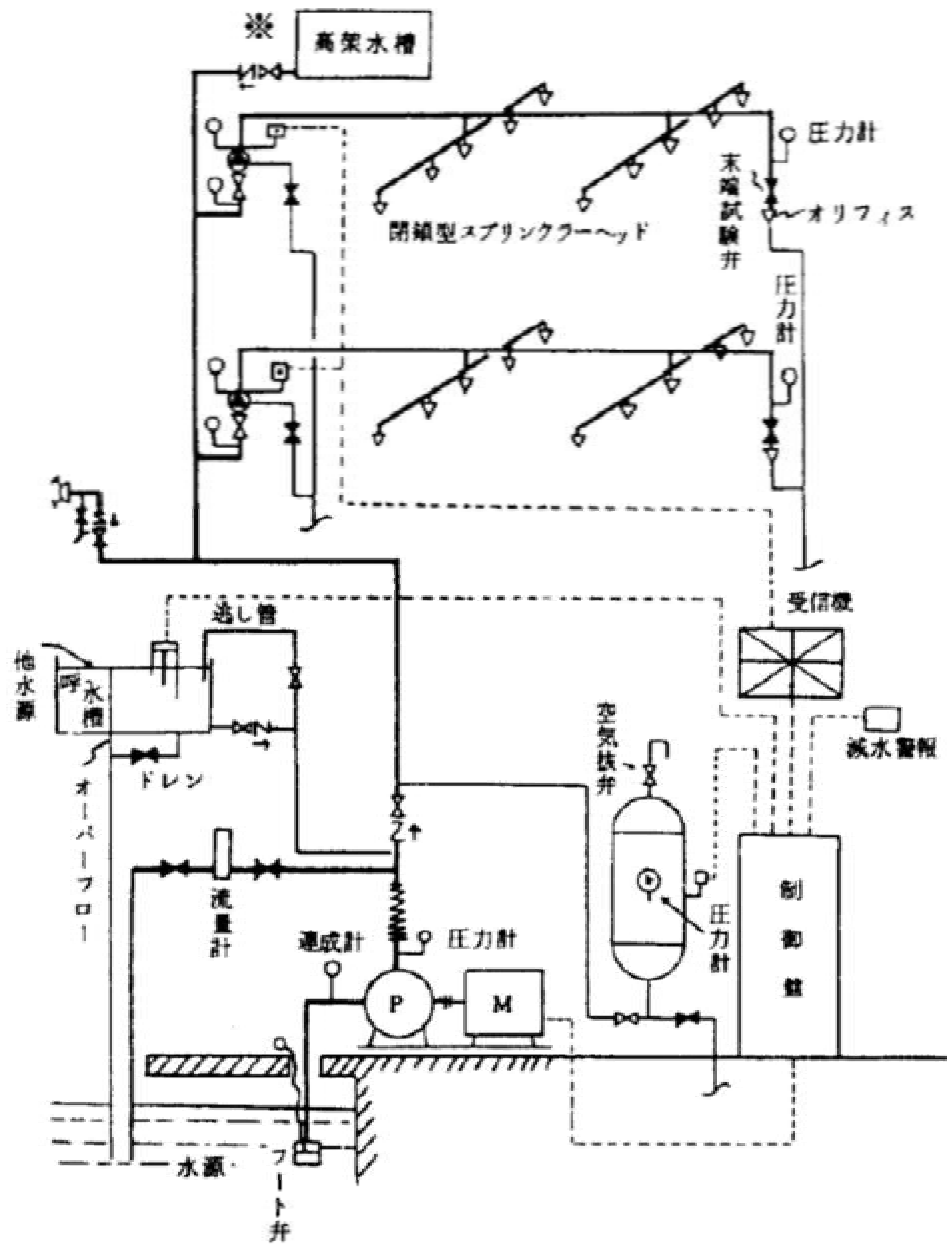 ※
高架水槽
圧力計
末端試験弁
オリフィス
閉鎖型スプリンクラーヘッド
圧力計
受信機
逃し管
他水源
呼水槽
空気抜弁
減水警報
ドレン
オーバーフロー
流量計
連成計
圧力計
圧力計
制御盤
P
M
水源
フート弁